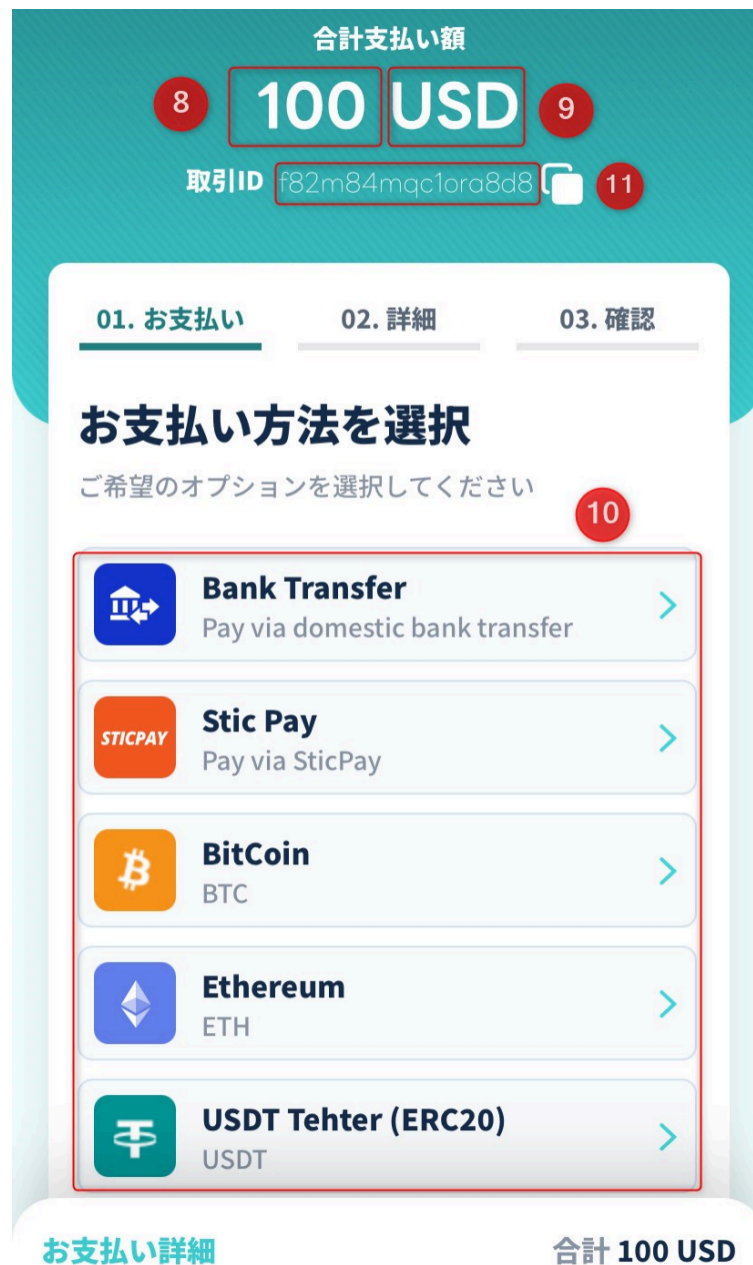 合計支払い額
8 100 USD 9
取引ID f82m84mqc1ora8d8 11
01. お支払い 02. 詳細 03. 確認
お支払い方法を選択
ご希望のオプションを選択してください
10
Bank Transfer
Pay via domestic bank transfer
STICPAY
Stic Pay
Pay via SticPay
BitCoin
BTC
Ethereum
ETH
USDT Tehter (ERC20)
USDT
お支払い詳細 合計 100 USD